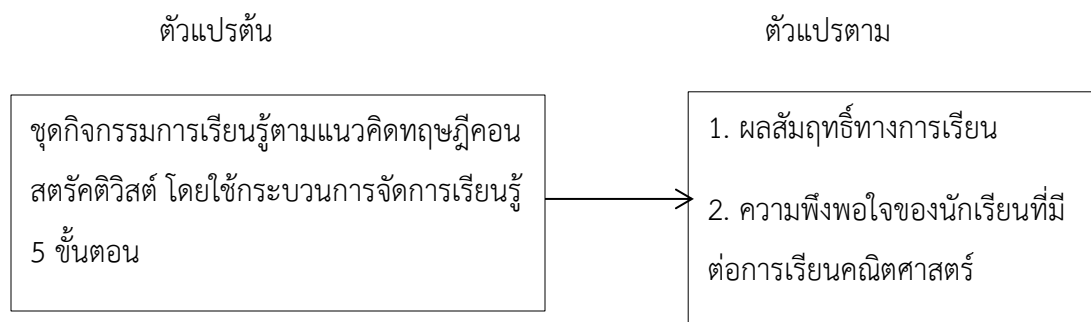 ตัวแปรต้น
ตัวแปรตาม
ชุดกิจกรรมการเรียนรู้ตามแนวคิดทฤษฎีคอน
สตรัคติวิสต์ โดยใช้กระบวนการจัดการเรียนรู้
5 ขั้นตอน
1. ผลสัมฤทธิ์ทางการเรียน
2. ความพึงพอใจของนักเรียนที่มี
ต่อการเรียนคณิตศาสตร์